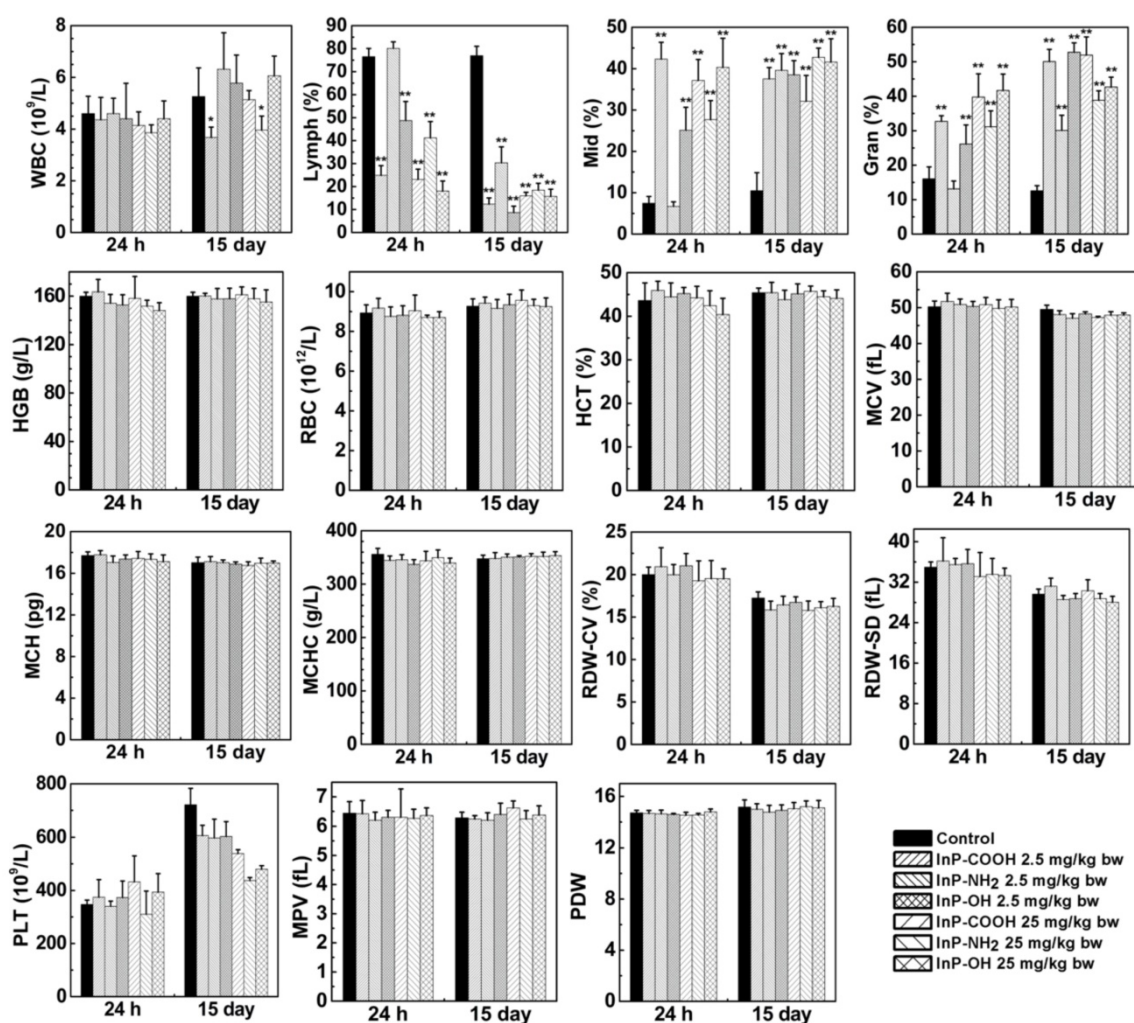 WBC (10⁹/L)
8
6
4
2
0
* *
24 h 15 day
Lymph (%)
90
80
70
60
50
40
30
20
10
0
** ** ** ** ** ** ** ** ** ** **
24 h 15 day
Mid (%)
50
40
30
20
10
0
** ** ** ** ** ** ** ** ** ** **
24 h 15 day
Gran (%)
60
50
40
30
20
10
0
** ** ** ** ** ** ** ** ** ** **
24 h 15 day
HGB (g/L)
160
120
80
40
0
24 h 15 day
RBC (10¹²/L)
10
8
6
4
2
0
24 h 15 day
HCT (%)
50
40
30
20
10
0
24 h 15 day
MCV (fL)
60
50
40
30
20
10
0
24 h 15 day
MCH (pg)
20
16
12
8
4
0
24 h 15 day
MCHC (g/L)
400
320
240
160
80
0
24 h 15 day
RDW-CV (%)
25
20
15
10
5
0
24 h 15 day
RDW-SD (fL)
40
36
32
28
24
0
24 h 15 day
PLT (10⁹/L)
800
600
400
200
0
24 h 15 day
MPV (fL)
7
6
5
4
3
2
1
0
24 h 15 day
PDW
16
12
8
4
0
24 h 15 day
Control
InP-COOH 2.5 mg/kg bw
InP-NH₂ 2.5 mg/kg bw
InP-OH 2.5 mg/kg bw
InP-COOH 25 mg/kg bw
InP-NH₂ 25 mg/kg bw
InP-OH 25 mg/kg bw